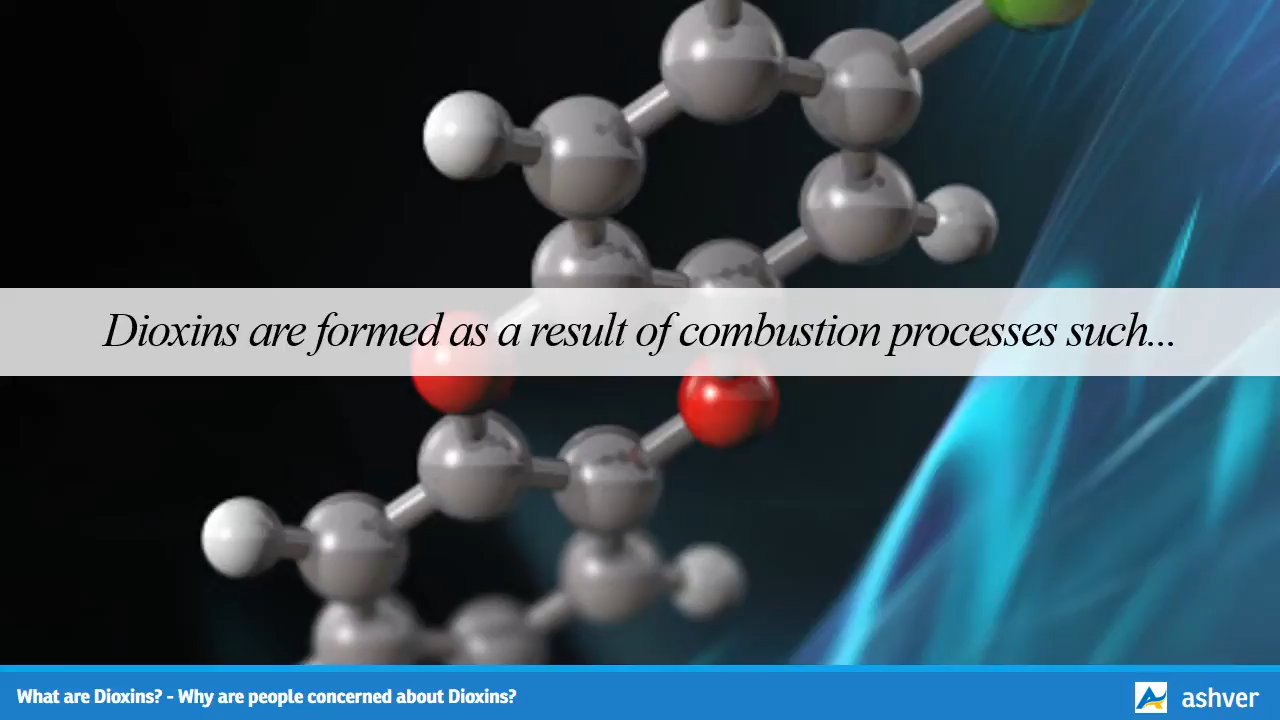 Dioxins are formed as a result of combustion processes such...
What are Dioxins? - Why are people concerned about Dioxins?
ashver